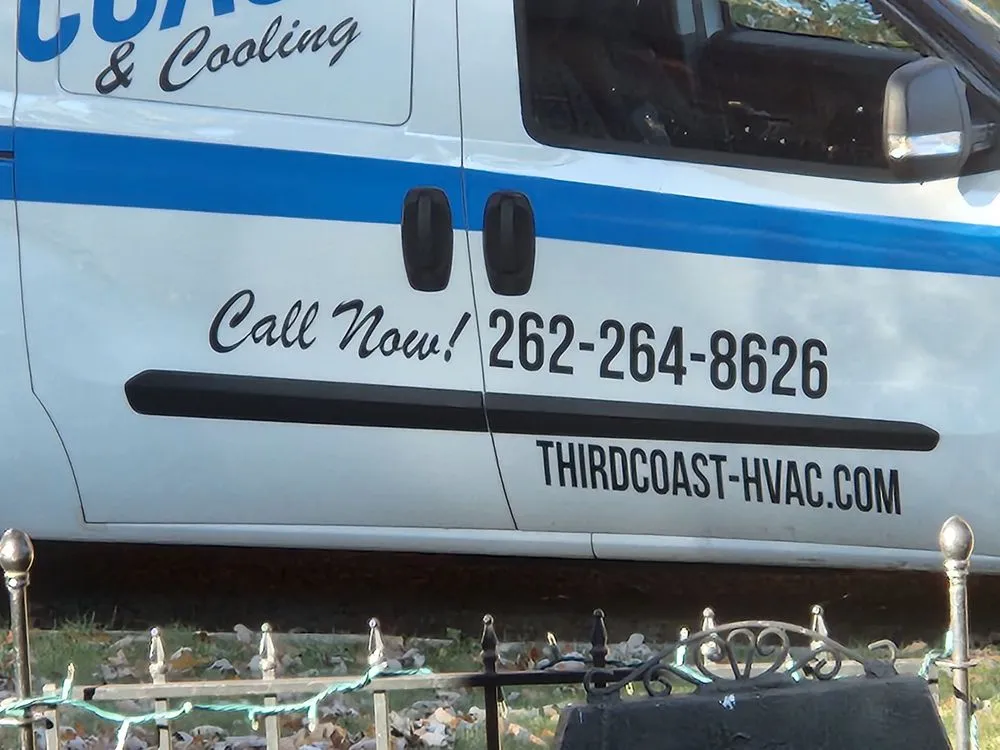 & Cooling
Call Now! 262-264-8626
THIRDCOAST-HVAC.COM